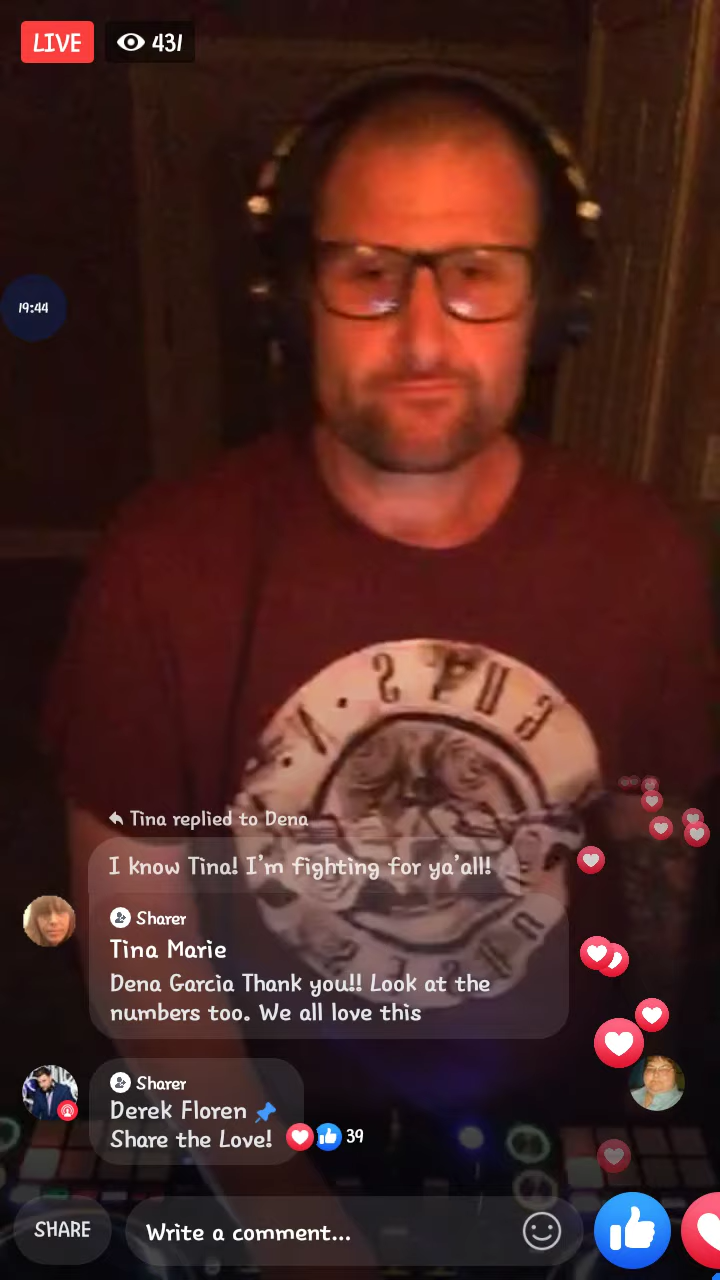 LIVE
431
19:44
GUNS N'
ROSES
Tina replied to Dena
I know Tina! I'm fighting for ya'all!
Sharer
Tina Marie
Dena Garcia Thank you!! Look at the
numbers too. We all love this
Sharer
Derek Floren
Share the Love!
39
SHARE
Write a comment...